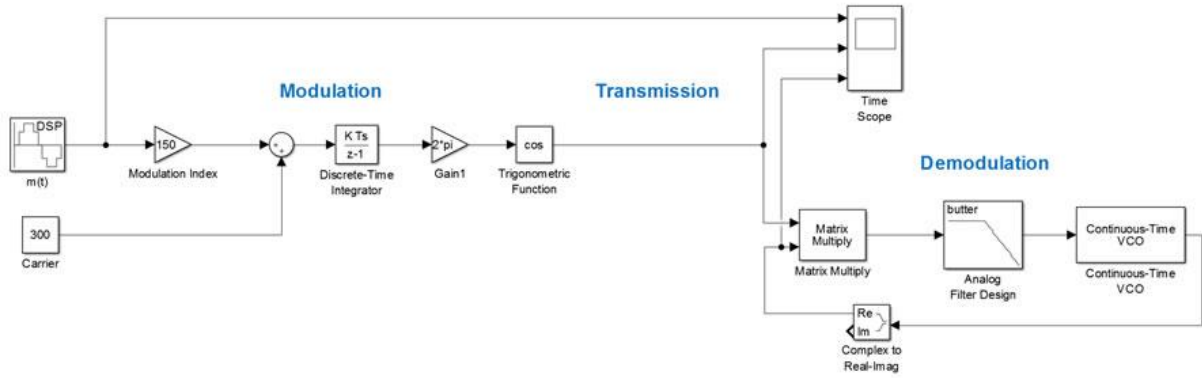 Time
Scope
Modulation
Transmission
DSP
m(t)
150
Modulation Index
+
+
K Ts
z-1
Discrete-Time
Integrator
2*pi
Gain1
cos
Trigonometric
Function
300
Carrier
Demodulation
Matrix
Multiply
Matrix Multiply
butter
Analog
Filter Design
Continuous-Time
VCO
Continuous-Time
VCO
Re
Im
Complex to
Real-Imag